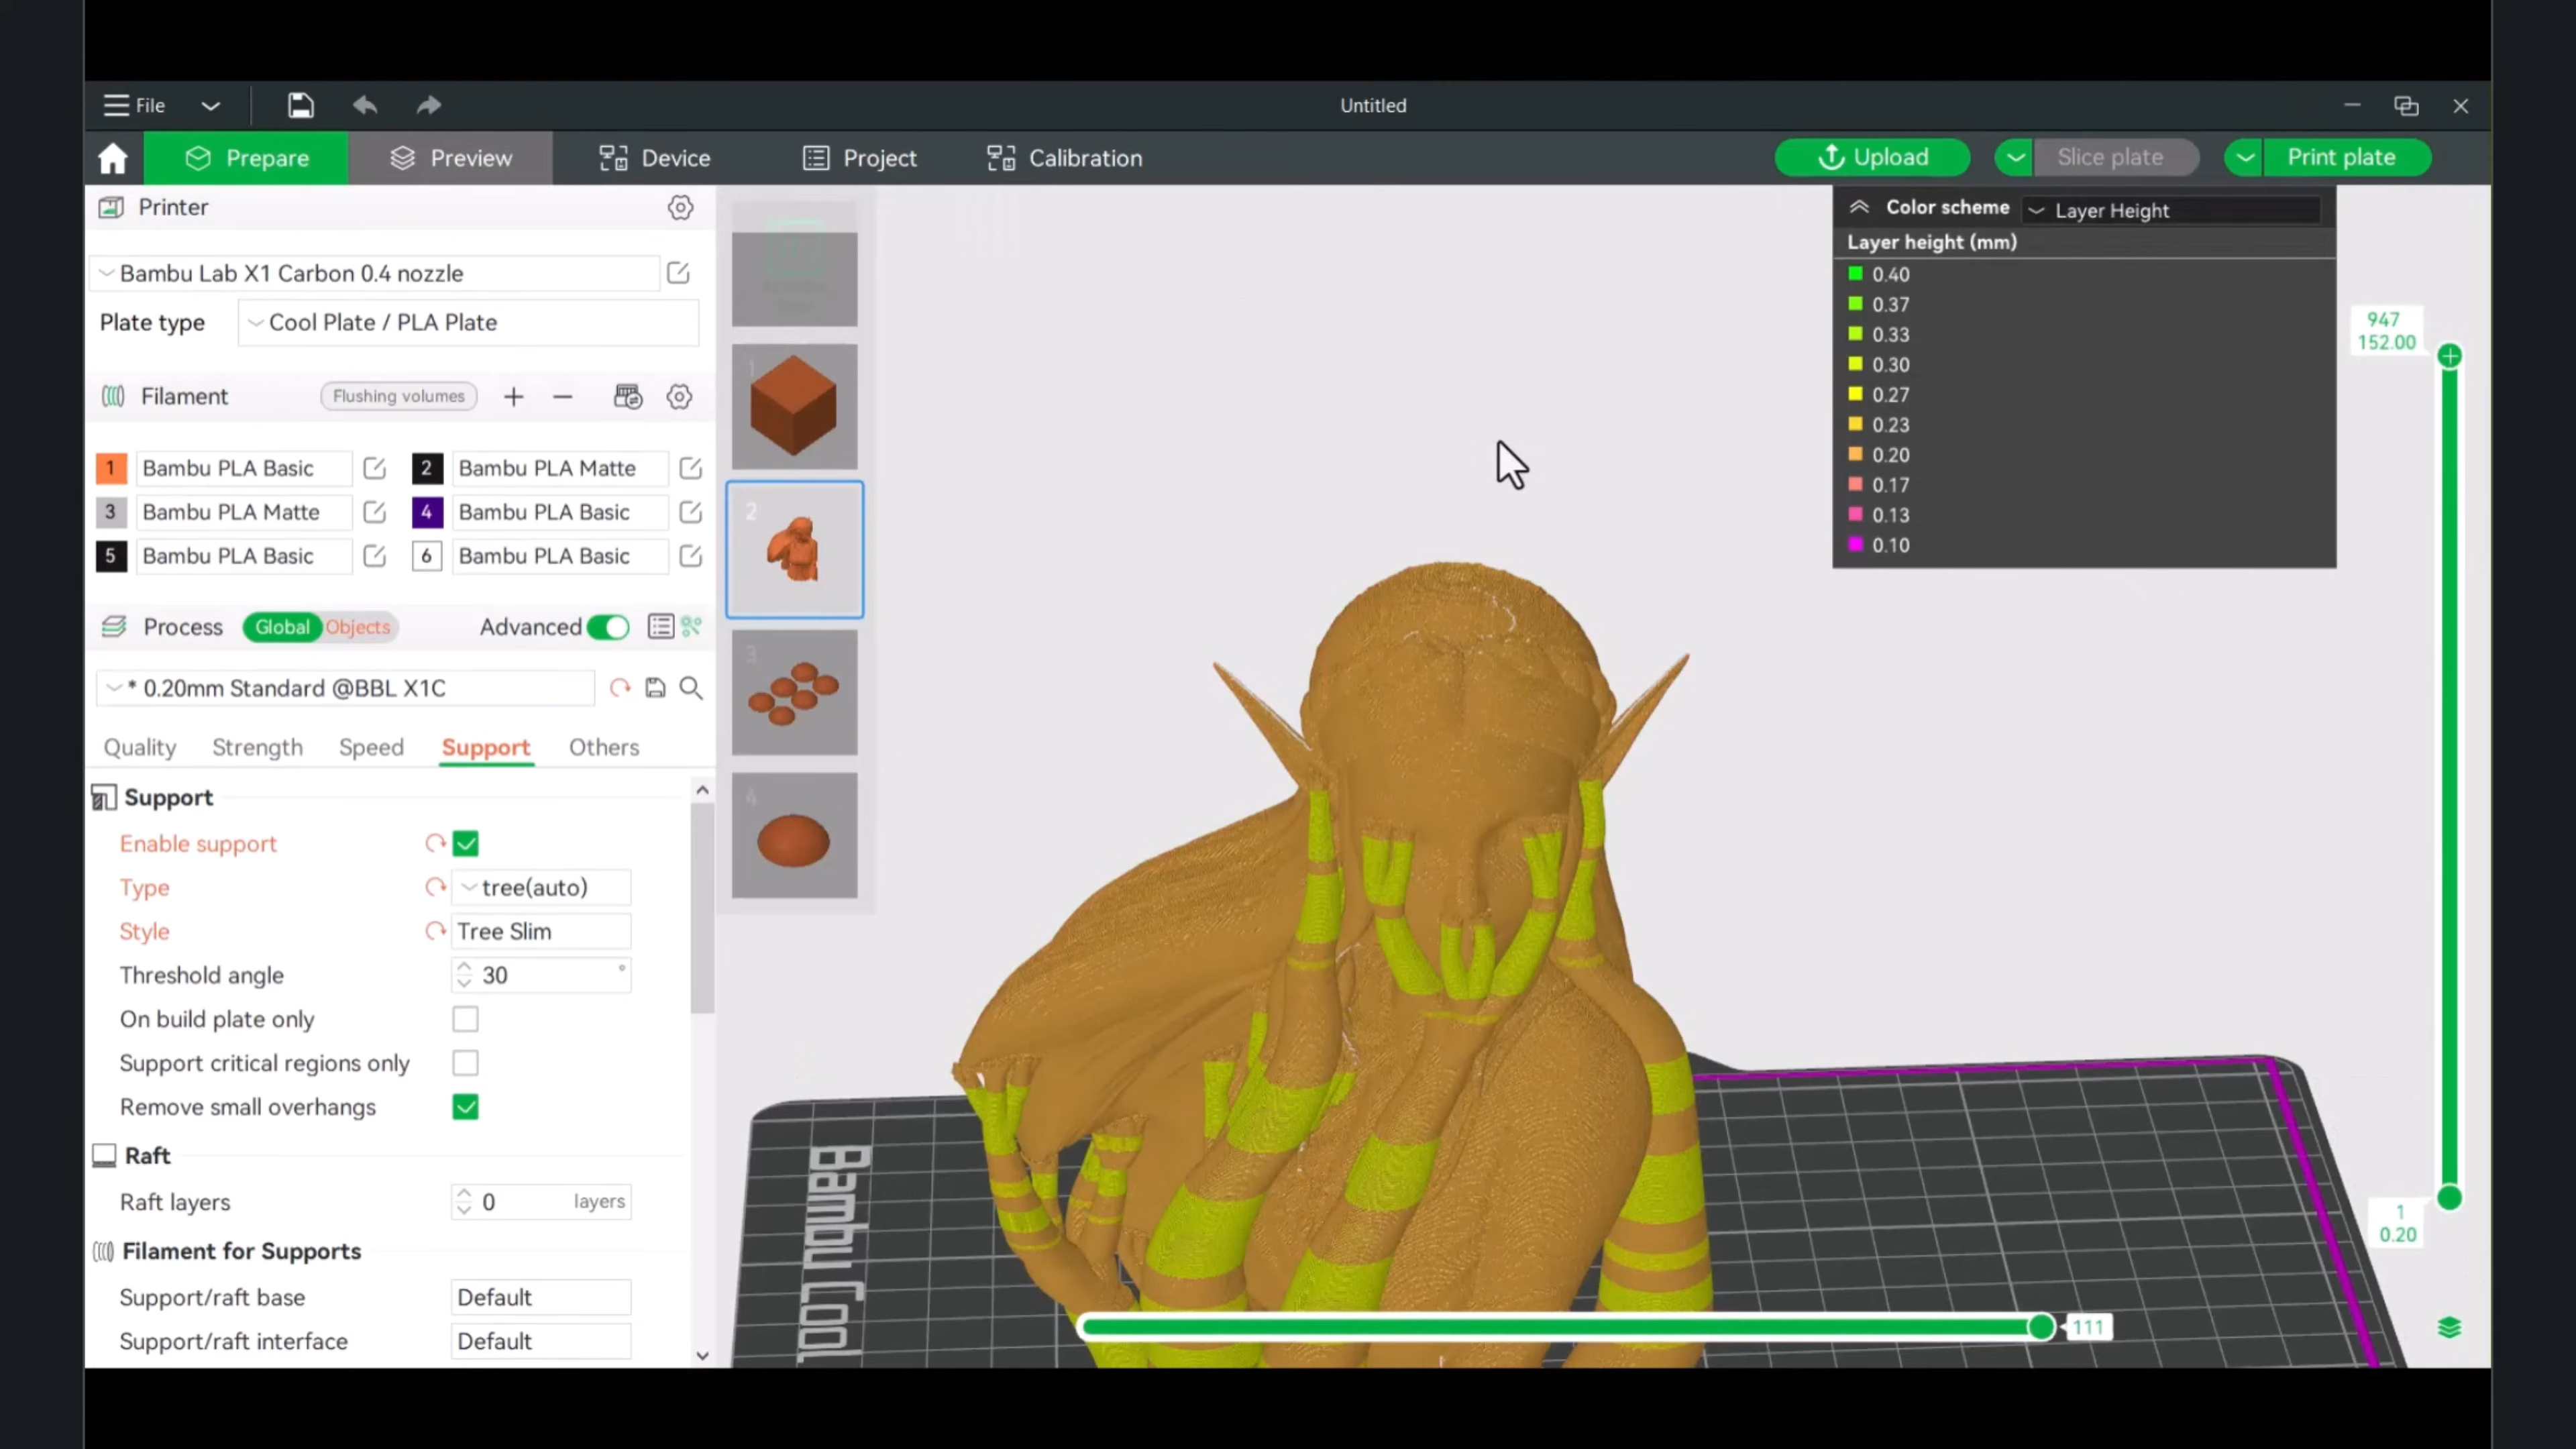 File
Untitled
Prepare
Preview
Device
Project
Calibration
Upload
Slice plate
Print plate
Printer
Bambu Lab X1 Carbon 0.4 nozzle
Plate type
Cool Plate / PLA Plate
Filament
Flushing volumes
1 Bambu PLA Basic
2 Bambu PLA Matte
3 Bambu PLA Matte
4 Bambu PLA Basic
5 Bambu PLA Basic
6 Bambu PLA Basic
Process
Global
Objects
Advanced
* 0.20mm Standard @BBL X1C
Quality
Strength
Speed
Support
Others
Support
Enable support
Type
tree(auto)
Style
Tree Slim
Threshold angle
30 °
On build plate only
Support critical regions only
Remove small overhangs
Raft
Raft layers
0 layers
Filament for Supports
Support/raft base
Default
Support/raft interface
Default
1
2
3
4
Color scheme
Layer Height
Layer height (mm)
0.40
0.37
0.33
0.30
0.27
0.23
0.20
0.17
0.13
0.10
947
152.00
1
0.20
Bambu Cool
111